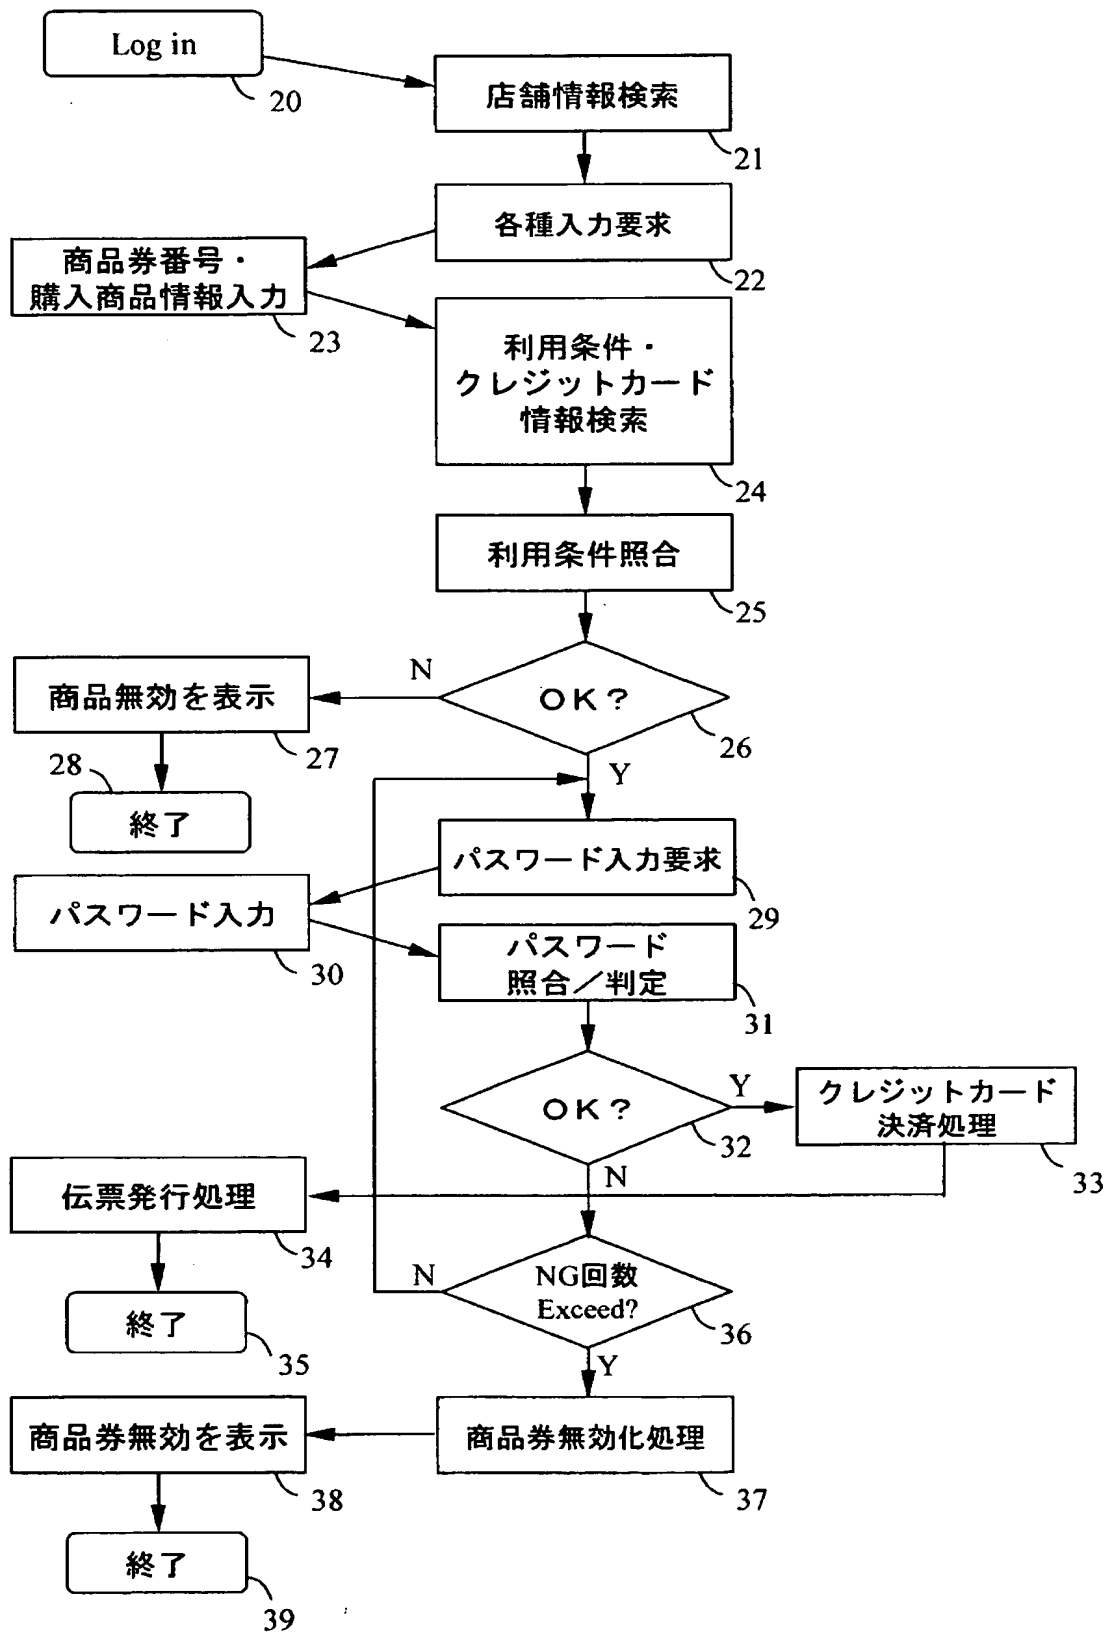 Log in
20
店舗情報検索
21
各種入力要求
22
商品券番号・
購入商品情報入力
23
利用条件・
クレジットカード
情報検索
24
利用条件照合
25
OK?
26
N
Y
商品無効を表示
27
28
終了
パスワード入力要求
29
パスワード入力
30
パスワード
照合/判定
31
OK?
32
Y
N
クレジットカード
決済処理
33
伝票発行処理
34
終了
35
NG回数
Exceed?
36
N
Y
商品券無効化処理
37
商品券無効を表示
38
終了
39